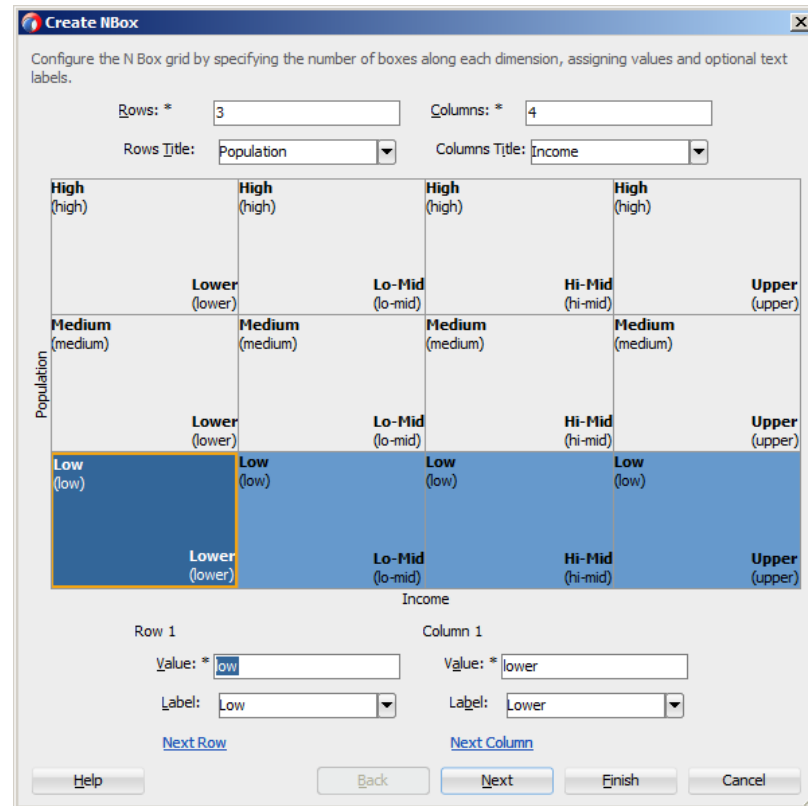 Create NBox
Configure the N Box grid by specifying the number of boxes along each dimension, assigning values and optional text
labels.
Rows: * 3 Columns: * 4
Rows Title: Population Columns Title: Income
High High High High
(high) (high) (high) (high)
Lower Lo-Mid Hi-Mid Upper
(lower) (lo-mid) (hi-mid) (upper)
Medium Medium Medium Medium
(medium) (medium) (medium) (medium)
Population
Lower Lo-Mid Hi-Mid Upper
(lower) (lo-mid) (hi-mid) (upper)
Low Low Low Low
(low) (low) (low) (low)
Lower Lo-Mid Hi-Mid Upper
(lower) (lo-mid) (hi-mid) (upper)
Income
Row 1 Column 1
Value: * low Value: * lower
Label: Low Label: Lower
Next Row Next Column
Help Back Next Finish Cancel